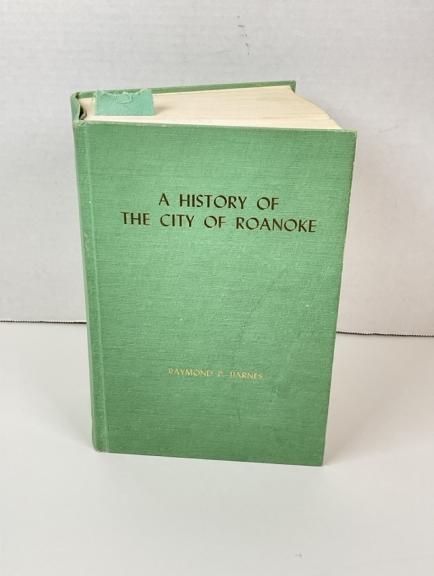 A HISTORY OF
THE CITY OF ROANOKE
RAYMOND P. BARNES